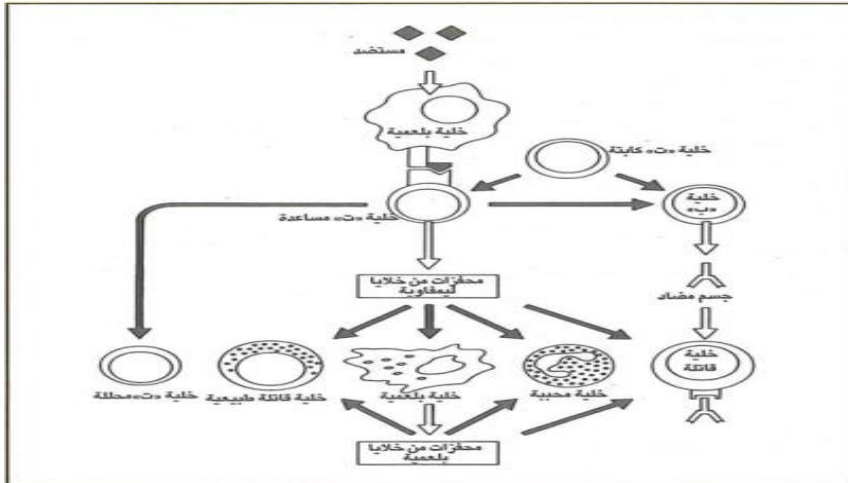 مستضد
خلية بلعمية
خلية «ت» كابتة
خلية
«ب»
خلية «ت» مساعدة
محفزات من خلايا
ليمفاوية
جسم مضاد
خلية
قاتلة
خلية «ت» محللة
خلية قاتلة طبيعية
خلية بلعمية
خلية محببة
محفزات من خلايا
بلعمية